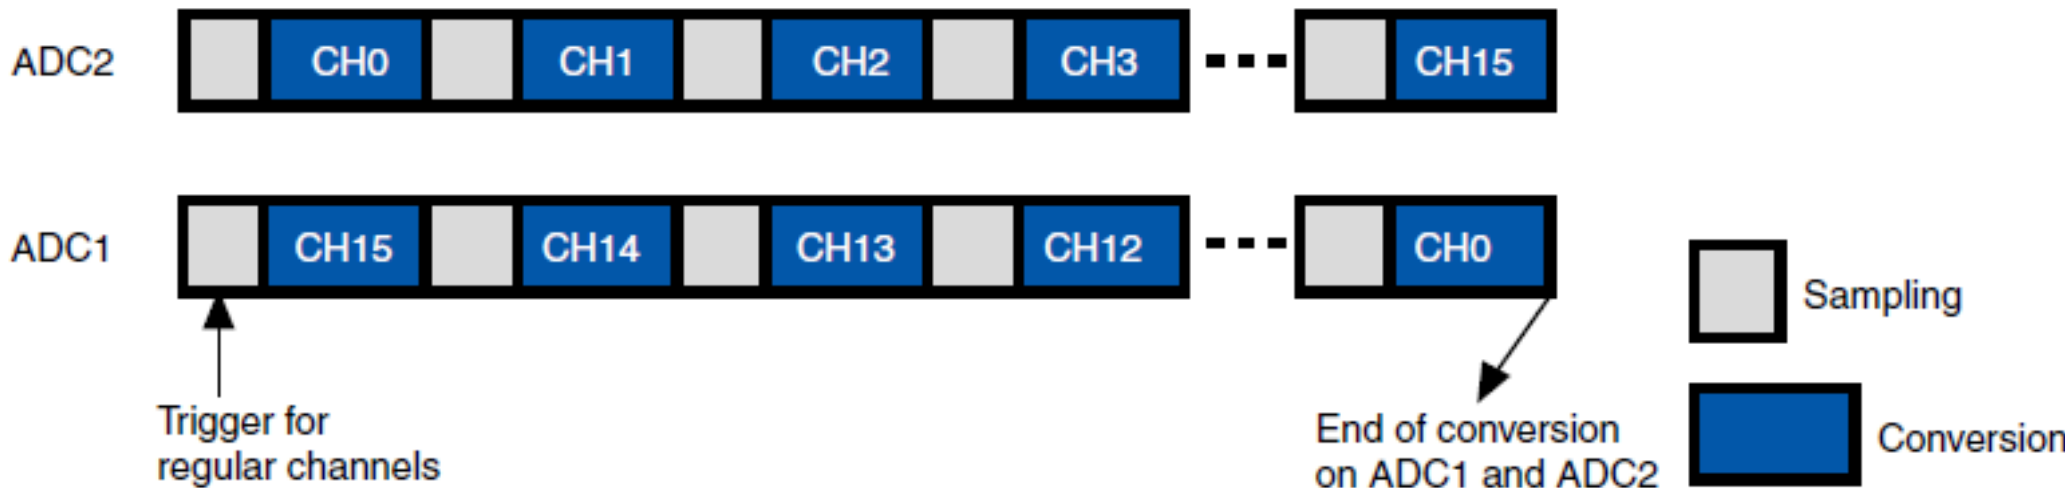 ADC2 CH0 CH1 CH2 CH3 CH15
ADC1 CH15 CH14 CH13 CH12 CH0
Sampling
Trigger for
regular channels
End of conversion
on ADC1 and ADC2
Conversion